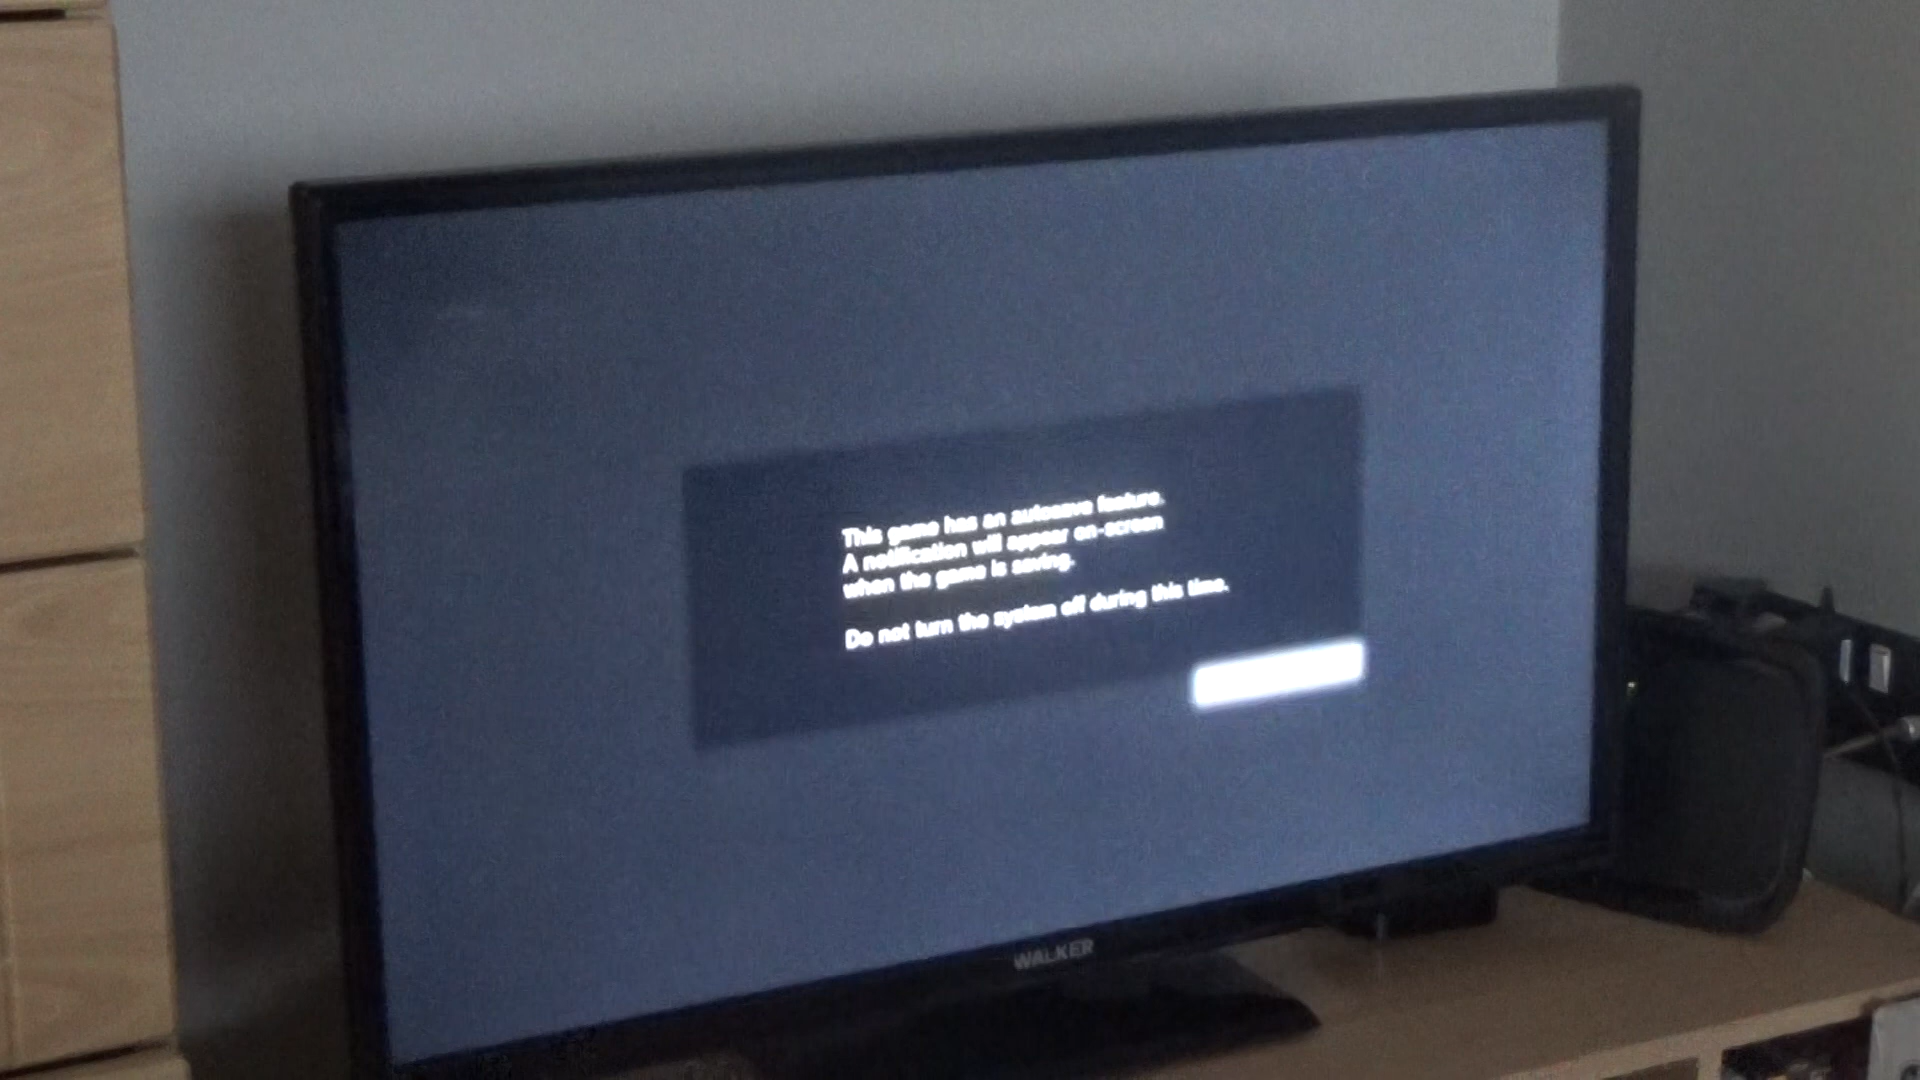 This game has an autosave feature.
A notification will appear on-screen
when the game is saving.
Do not turn the system off during this time.
WALKER